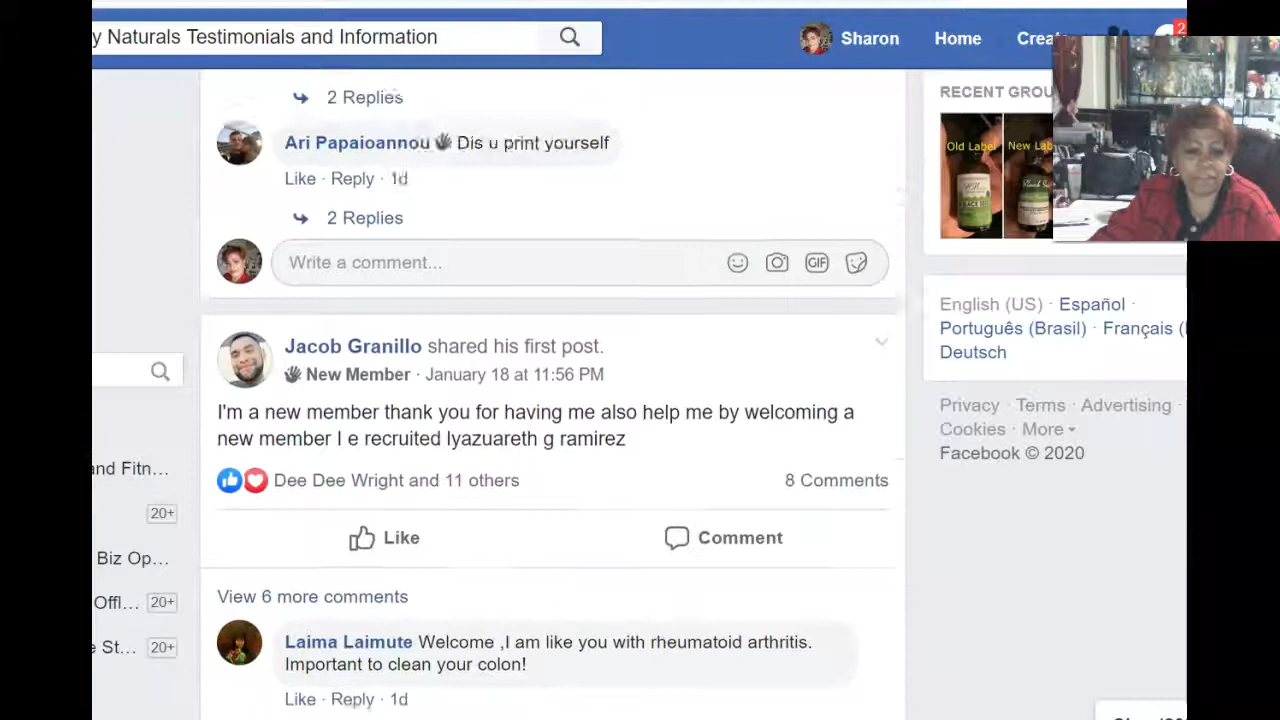 y Naturals Testimonials and Information
Sharon Home Creat
2
2 Replies
Ari Papaioannou Dis u print yourself
Like · Reply · 1d
2 Replies
Write a comment...
GIF
RECENT GROU
Old Label New Lab
English (US) · Español ·
Português (Brasil) · Français (
Deutsch
Privacy · Terms · Advertising ·
Cookies · More
Facebook © 2020
Jacob Granillo shared his first post.
New Member · January 18 at 11:56 PM
I'm a new member thank you for having me also help me by welcoming a
new member I e recruited lyazuareth g ramirez
Dee Dee Wright and 11 others 8 Comments
Like Comment
View 6 more comments
Laima Laimute Welcome ,I am like you with rheumatoid arthritis.
Important to clean your colon!
Like · Reply · 1d
and Fitn...
20+
Biz Op...
Offl... 20+
e St... 20+